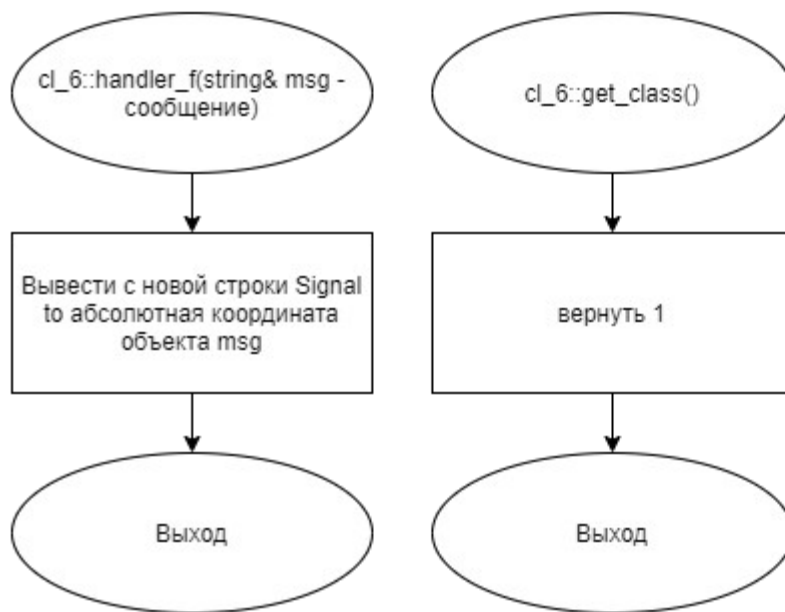 cl_6::handler_f(string& msg -
сообщение)
Вывести с новой строки Signal
to абсолютная координата
объекта msg
Выход
cl_6::get_class()
вернуть 1
Выход